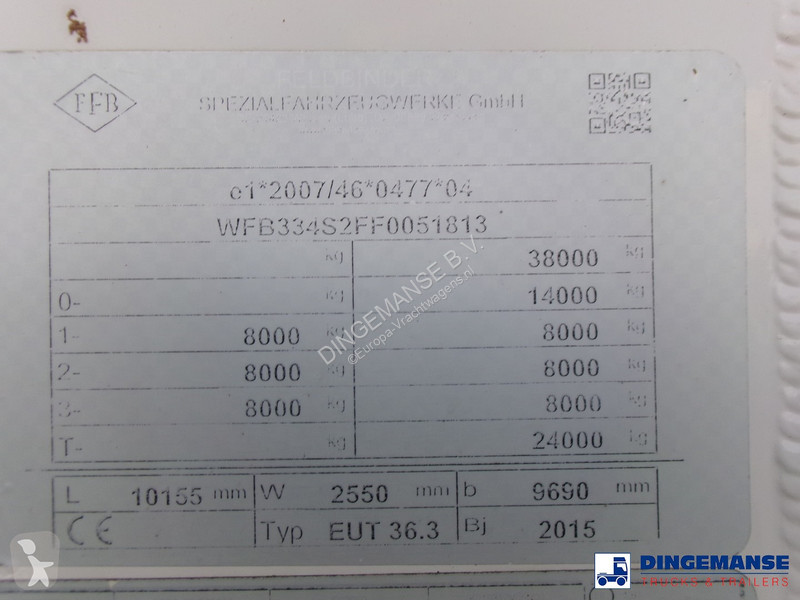 FFB
FELDBINDER
SPEZIALFAHRZEUGWERKE GmbH
e1*2007/46*0477*04
WFB334S2FF0051813
kg 38000 kg
0- kg 14000 kg
1- 8000 kg 8000 kg
2- 8000 kg 8000 kg
3- 8000 kg 8000 kg
T- kg 24000 kg
L 10155 mm W 2550 mm b 9690 mm
CE Typ EUT 36.3 Bj 2015
DINGEMANSE B.V.
©Europa-Vrachtwagens.nl
DINGEMANSE
TRUCKS & TRAILERS